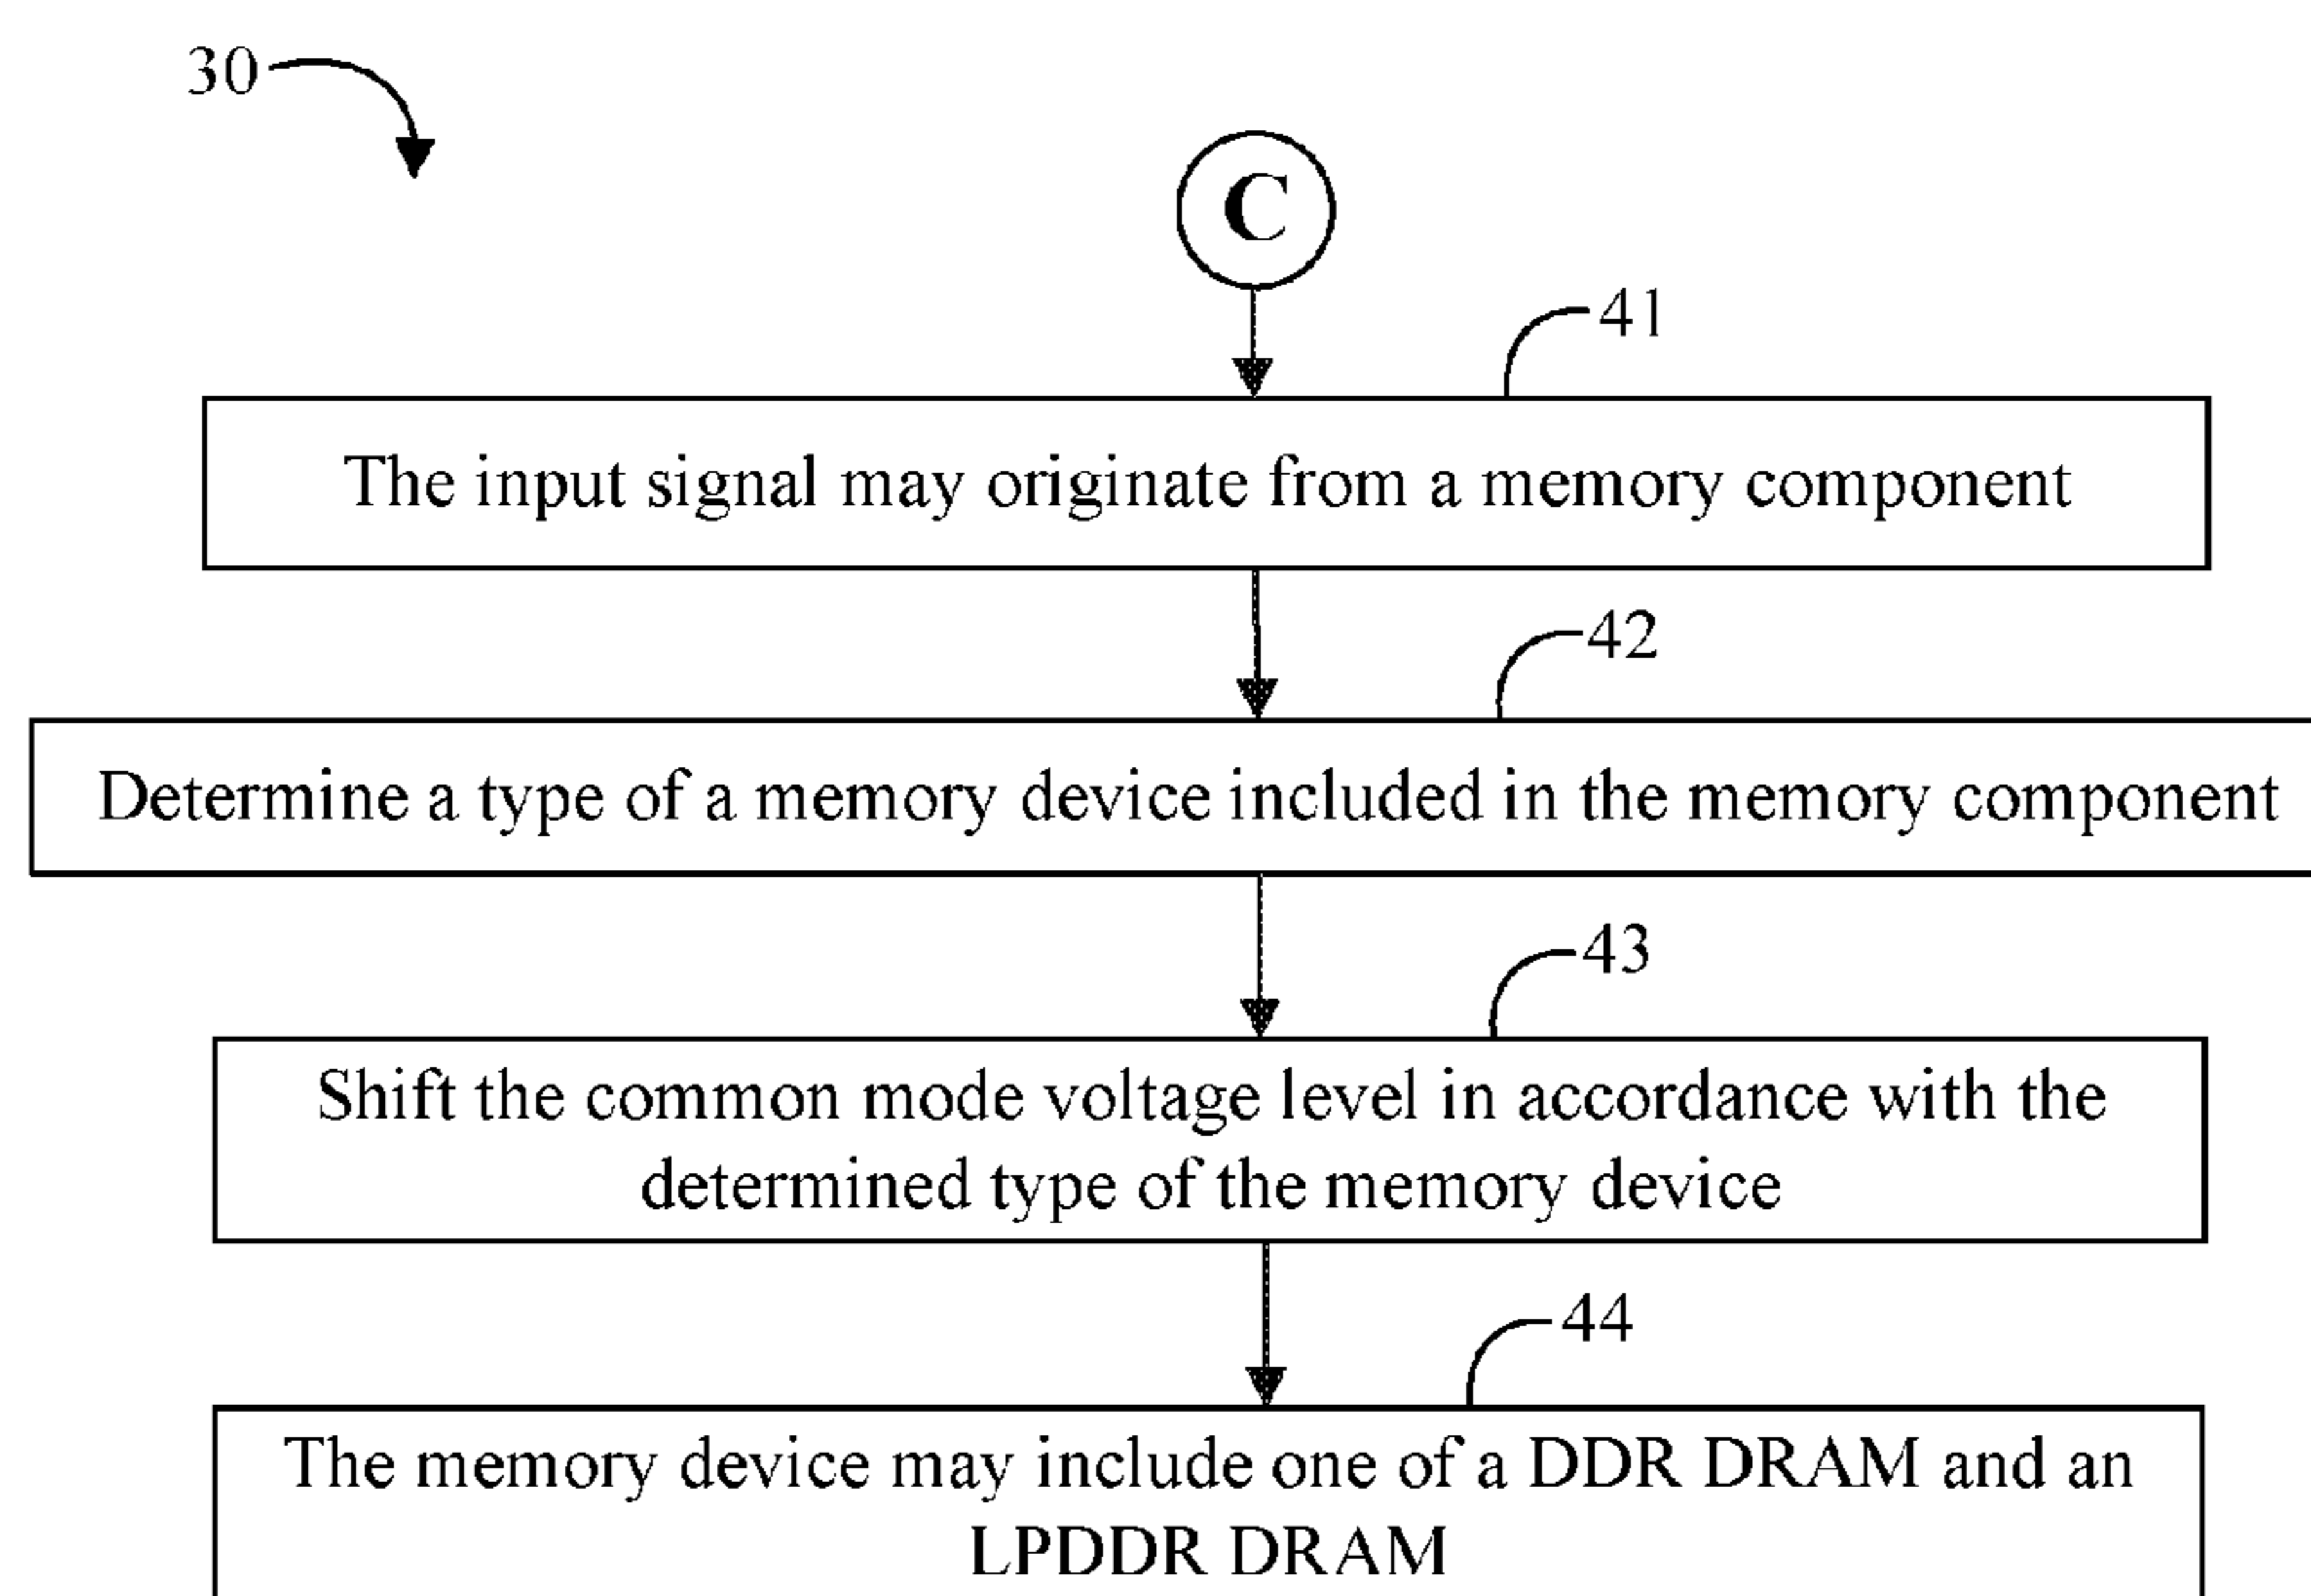 30
C
41
The input signal may originate from a memory component
42
Determine a type of a memory device included in the memory component
43
Shift the common mode voltage level in accordance with the
determined type of the memory device
44
The memory device may include one of a DDR DRAM and an
LPDDR DRAM